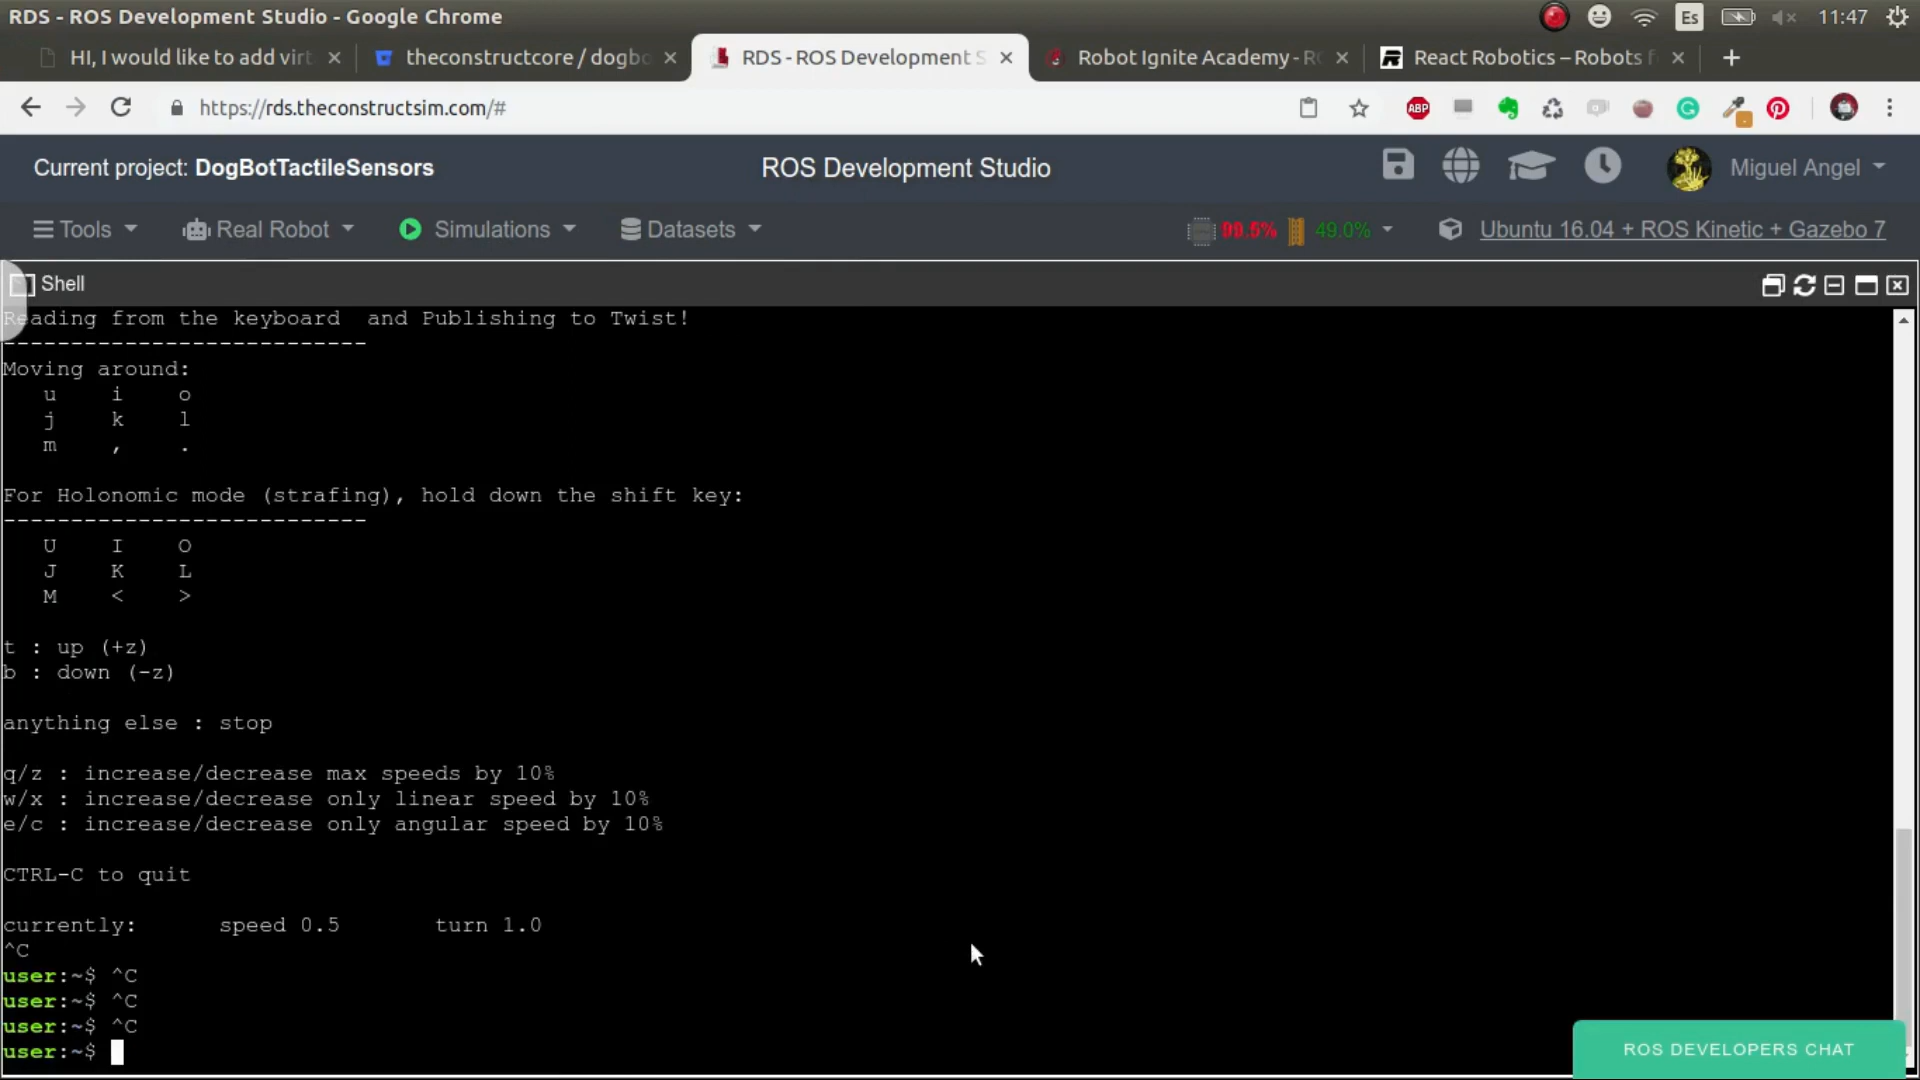 RDS - ROS Development Studio - Google Chrome
Es
11:47
HI, I would like to add virt
theconstructcore / dogbo
RDS - ROS Development S
Robot Ignite Academy - RO
React Robotics – Robots f
https://rds.theconstructsim.com/#
ABP
Current project: DogBotTactileSensors
ROS Development Studio
Miguel Angel
Tools
Real Robot
Simulations
Datasets
99.5%
49.0%
Ubuntu 16.04 + ROS Kinetic + Gazebo 7
Shell
Reading from the keyboard  and Publishing to Twist!
---------------------------
Moving around:
u    i    o
j    k    l
m    ,    .
For Holonomic mode (strafing), hold down the shift key:
---------------------------
U    I    O
J    K    L
M    <    >
t : up (+z)
b : down (-z)
anything else : stop
q/z : increase/decrease max speeds by 10%
w/x : increase/decrease only linear speed by 10%
e/c : increase/decrease only angular speed by 10%
CTRL-C to quit
currently:      speed 0.5       turn 1.0
^C
user:~$ ^C
user:~$ ^C
user:~$ ^C
user:~$
ROS DEVELOPERS CHAT